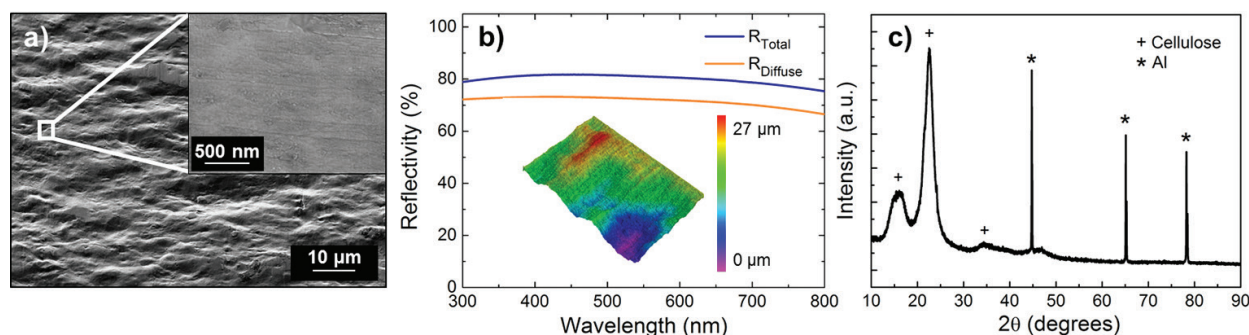 a)
500 nm
10 µm
b)
R_Total
R_Diffuse
27 µm
0 µm
Reflectivity (%)
100
80
60
40
20
0
300 400 500 600 700 800
Wavelength (nm)
c)
+ Cellulose
* Al
+
+
+
*
*
*
Intensity (a.u.)
10 20 30 40 50 60 70 80 90
2θ (degrees)